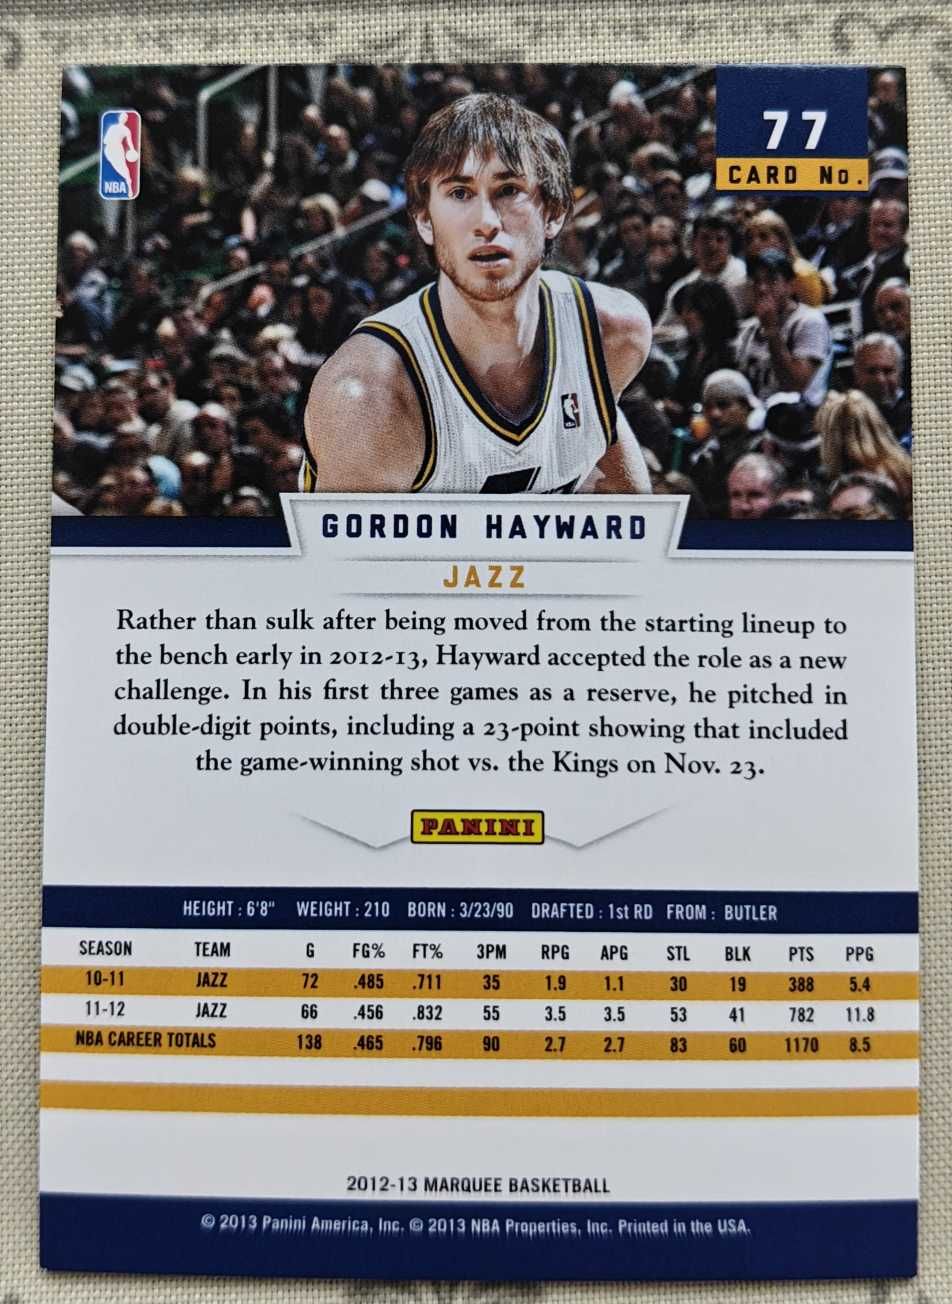 NBA
77
CARD No.
GORDON HAYWARD
JAZZ
Rather than sulk after being moved from the starting lineup to
the bench early in 2012-13, Hayward accepted the role as a new
challenge. In his first three games as a reserve, he pitched in
double-digit points, including a 23-point showing that included
the game-winning shot vs. the Kings on Nov. 23.
PANINI
HEIGHT : 6'8" WEIGHT : 210 BORN : 3/23/90 DRAFTED : 1st RD FROM : BUTLER
SEASON TEAM G FG% FT% 3PM RPG APG STL BLK PTS PPG
10-11 JAZZ 72 .485 .711 35 1.9 1.1 30 19 388 5.4
11-12 JAZZ 66 .456 .832 55 3.5 3.5 53 41 782 11.8
NBA CAREER TOTALS 138 .465 .796 90 2.7 2.7 83 60 1170 8.5
2012-13 MARQUEE BASKETBALL
© 2013 Panini America, Inc. © 2013 NBA Properties, Inc. Printed in the USA.